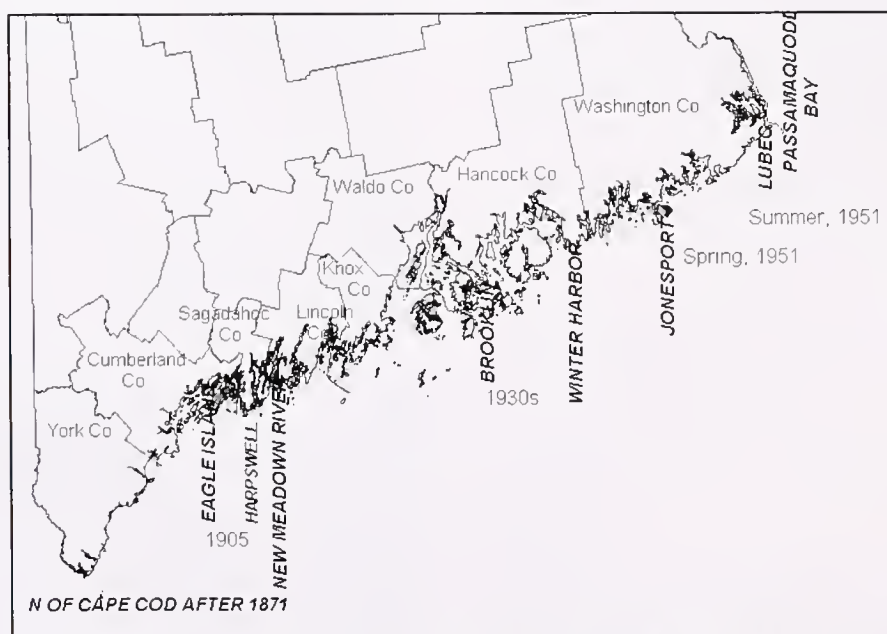 PASSAMAQUODD
BAY
LUBEC
Washington Co
Hancock Co
Waldo Co
Summer, 1951
Spring, 1951
JONESPORT
WINTER HARBOR
Knox
Co
Sagadahoc
Co
Lincoln
Co
BROOKLIN
1930s
Cumberland
Co
York Co
EAGLE ISLAND
HARPSWELL
NEW MEADOWN RIVER
1905
N OF CAPE COD AFTER 1871